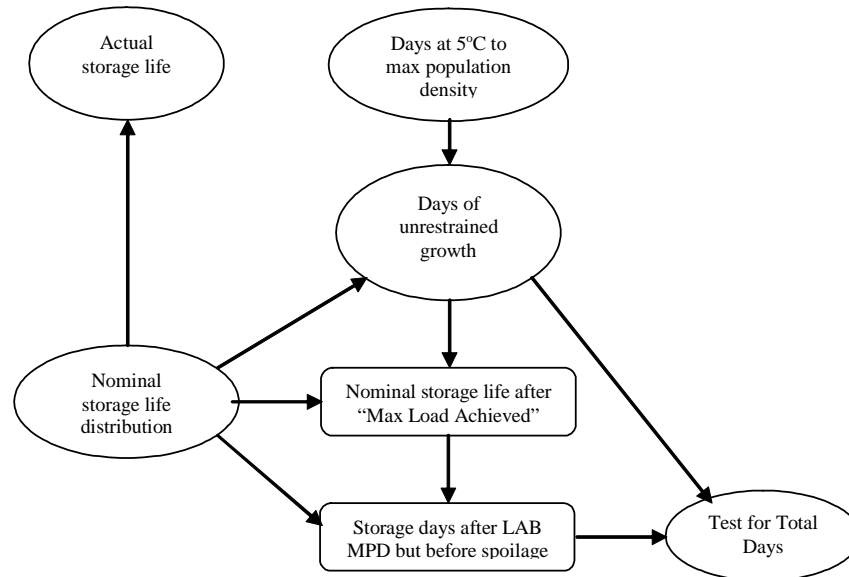 Actual
storage life
Days at 5°C to
max population
density
Days of
unrestrained
growth
Nominal
storage life
distribution
Nominal storage life after
“Max Load Achieved”
Storage days after LAB
MPD but before spoilage
Test for Total
Days